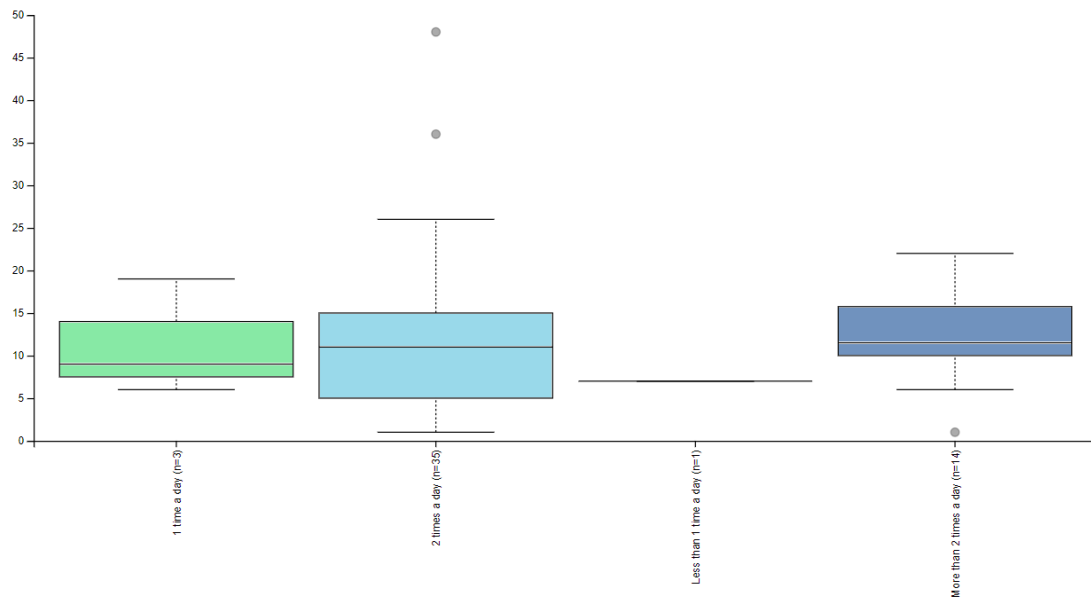 50
45
40
35
30
25
20
15
10
5
0
1 time a day (n=3)
2 times a day (n=35)
Less than 1 time a day (n=1)
More than 2 times a day (n=14)